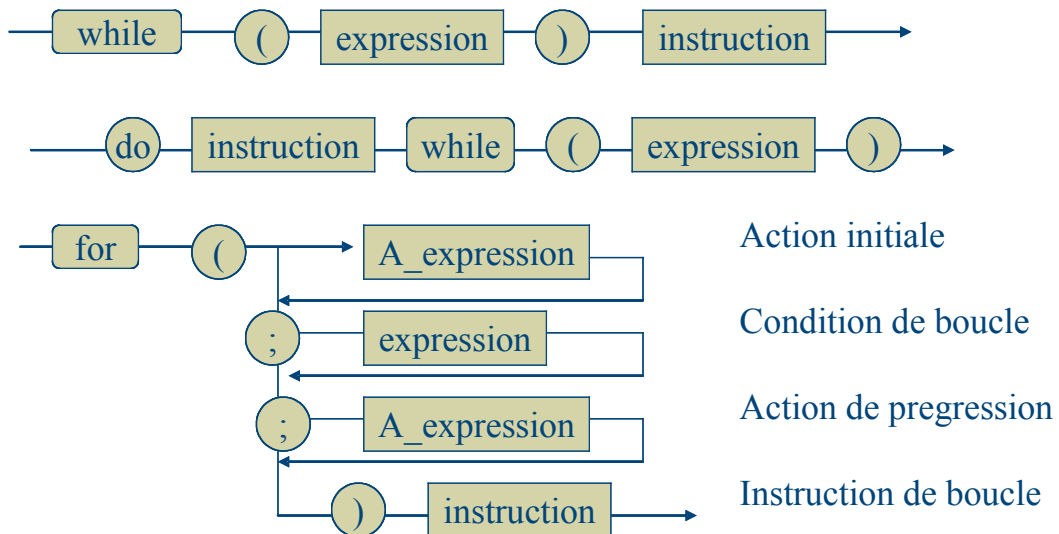 while ( expression ) instruction
do instruction while ( expression )
for ( A_expression Action initiale
; expression Condition de boucle
; A_expression Action de pregression
) instruction Instruction de boucle